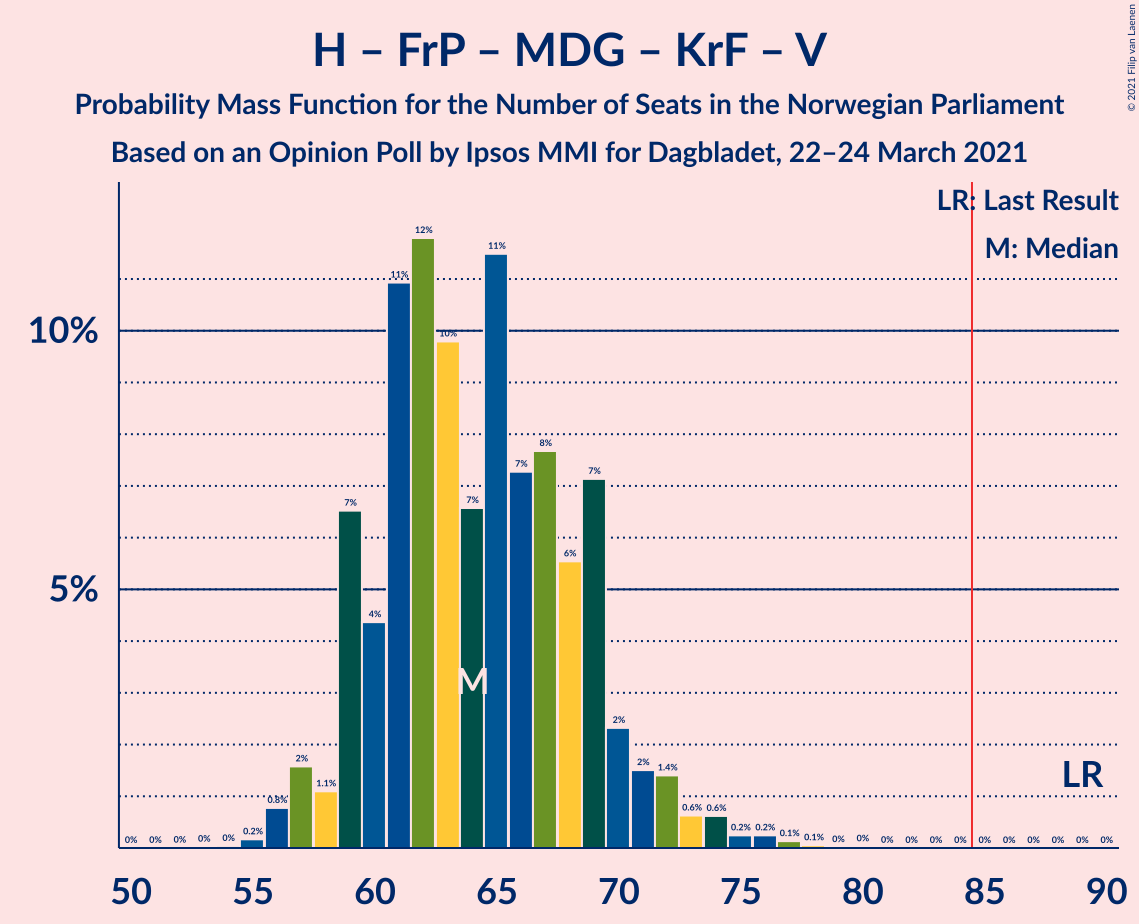 H – FrP – MDG – KrF – V
Probability Mass Function for the Number of Seats in the Norwegian Parliament
Based on an Opinion Poll by Ipsos MMI for Dagbladet, 22–24 March 2021
© 2021 Filip van Laenen
LR: Last Result
M: Median
10%
5%
0% 0% 0% 0% 0% 0.2% 0.8% 2% 1.1% 7% 4% 11% 12% 10% 7% 11% 7% 8% 6% 7% 2% 2% 1.4% 0.6% 0.6% 0.2% 0.2% 0.1% 0.1% 0% 0% 0% 0% 0% 0% 0% 0% 0% 0% 0% 0%
M
LR
50 55 60 65 70 75 80 85 90